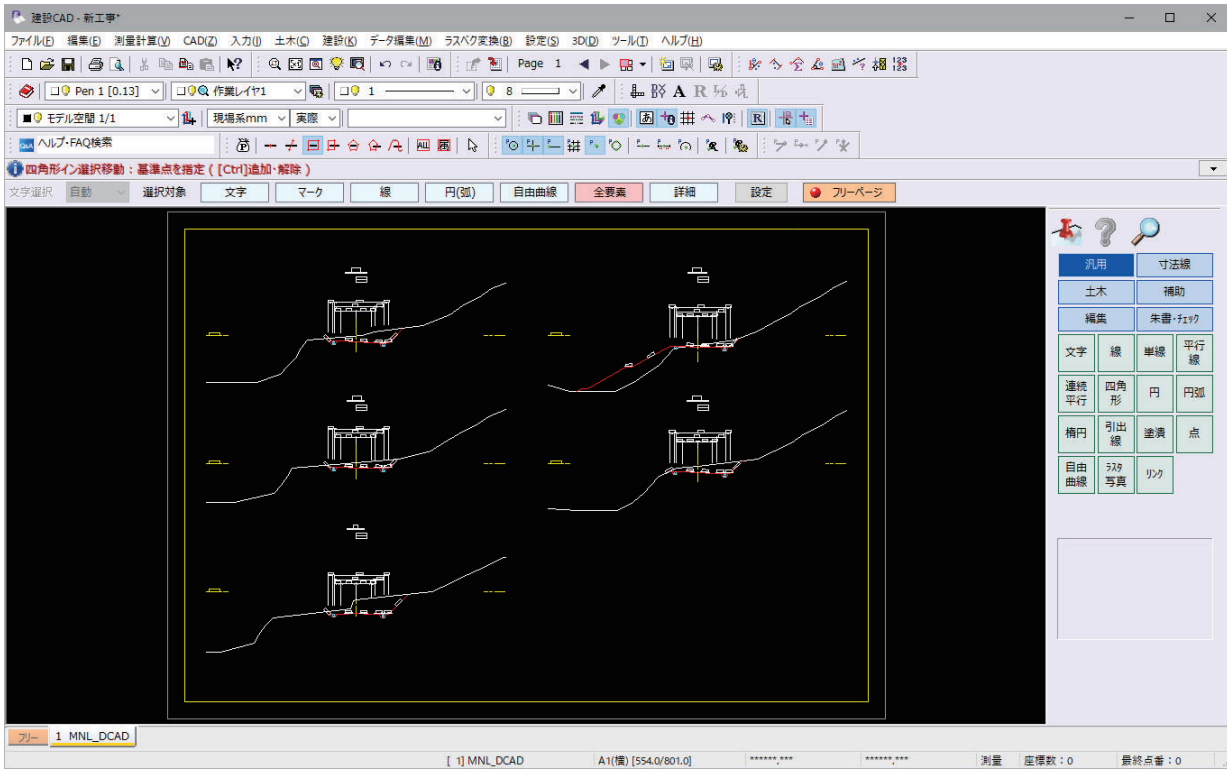 建設CAD - 新工事*
ファイル(F) 編集(E) 測量計算(V) CAD(Z) 入力(I) 土木(C) 建設(K) データ編集(M) ラスベク変換(B) 設定(S) 3D(D) ツール(T) ヘルプ(H)
Page 1
Pen 1 [0.13] 作業レイヤ1 1 8
モデル空間 1/1 現場系mm 実際
Q&A ヘルプ・FAQ検索
四角形イン選択移動：基準点を指定 ( [Ctrl]追加・解除 )
文字選択 自動 選択対象 文字 マーク 線 円(弧) 自由曲線 全要素 詳細 設定 フリーページ
汎用 寸法線
土木 補助
編集 朱書・ﾁｪｯｸ
文字 線 単線 平行線
連続平行 四角形 円 円弧
楕円 引出線 塗潰 点
自由曲線 ﾗｽﾀ写真 ﾘﾝｸ
フリー 1 MNL_DCAD
[ 1] MNL_DCAD A1(横) [554.0/801.0] ******.*** ******.*** 測量 座標数：0 最終点番：0